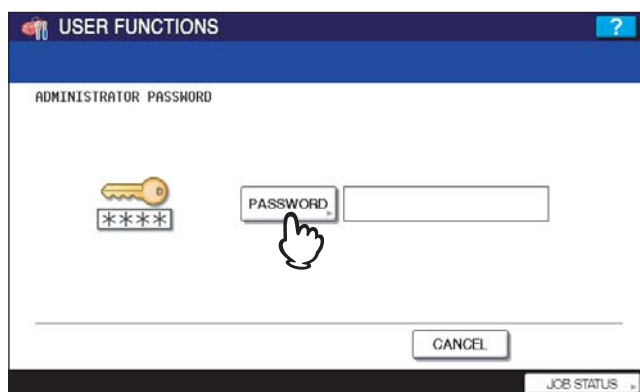 USER FUNCTIONS
?
ADMINISTRATOR PASSWORD
****
PASSWORD
CANCEL
JOB STATUS